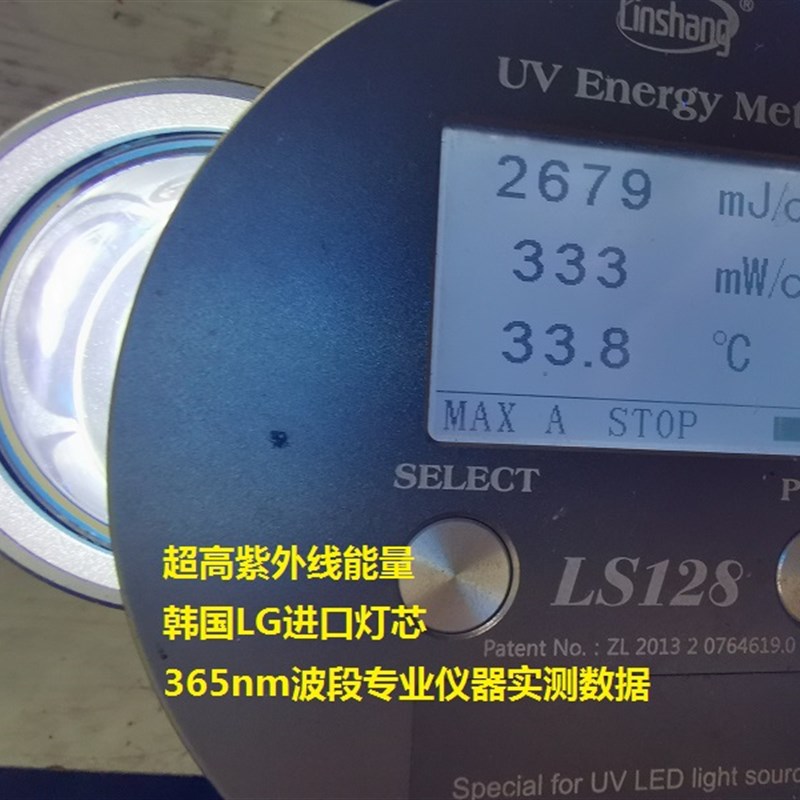 Linshang®
UV Energy Met
2679 mJ/c
333 mW/c
33.8 ℃
MAX A STOP
SELECT P
LS128
超高紫外线能量
韩国LG进口灯芯
365nm波段专业仪器实测数据
Patent No. : ZL 2013 2 0764619.0
Special for UV LED light sourc